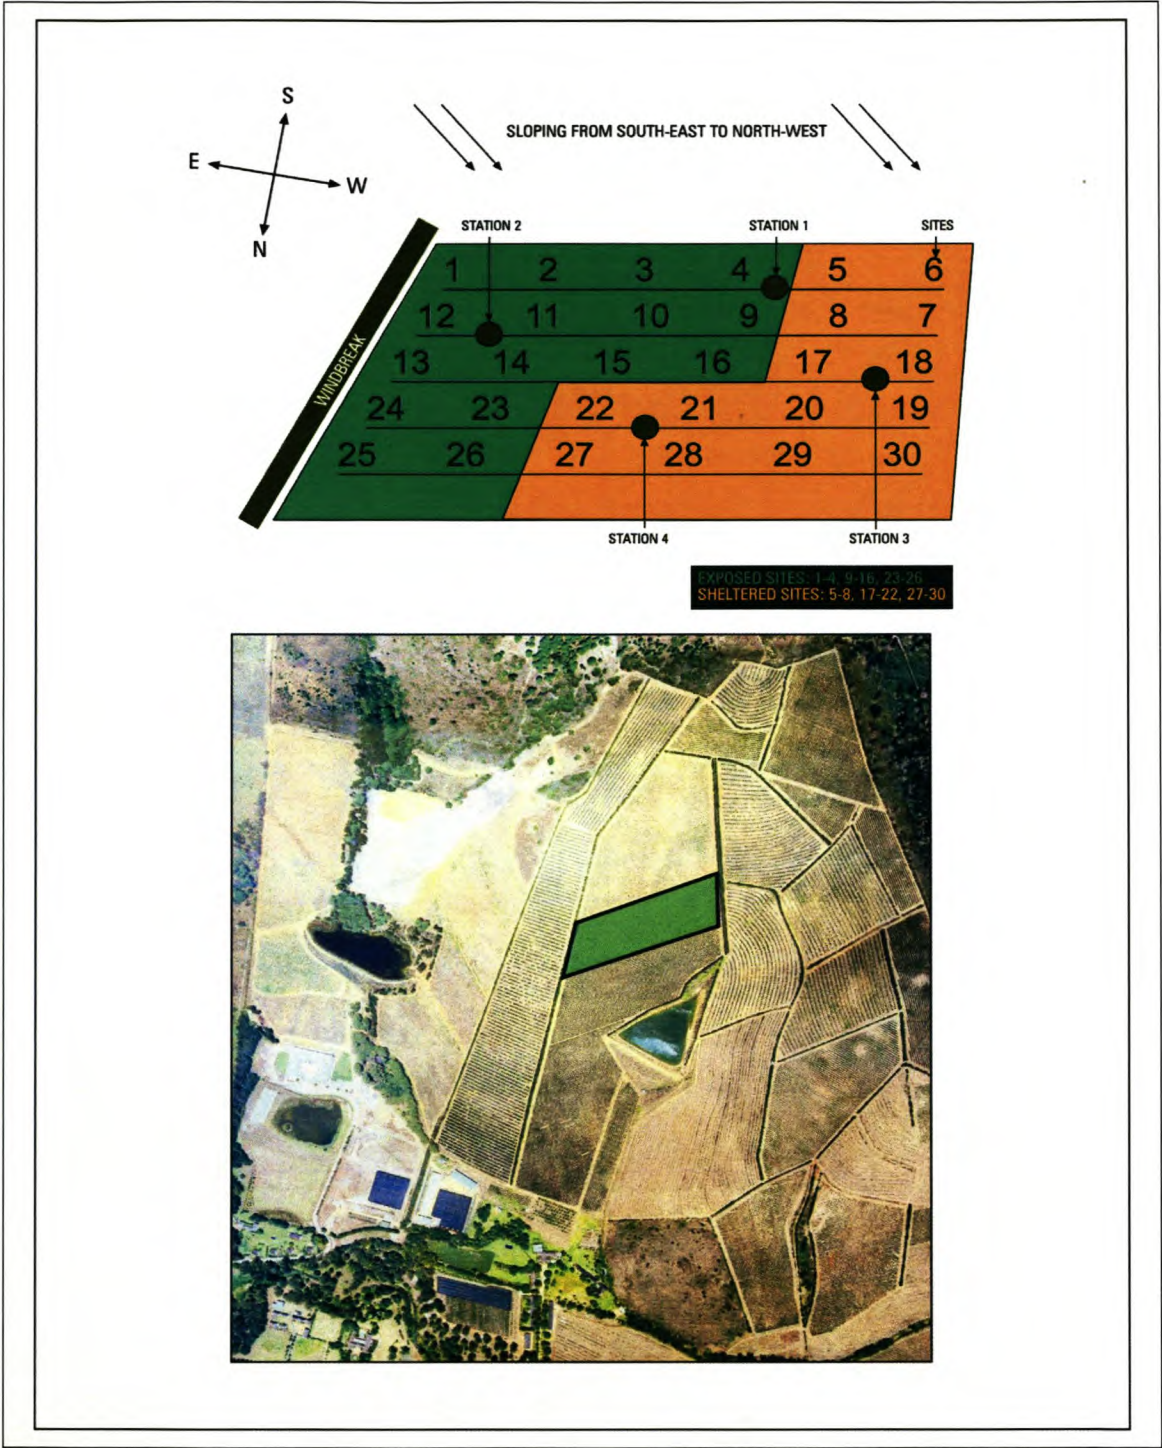 S
SLOPING FROM SOUTH-EAST TO NORTH-WEST
E
W
N
STATION 2
STATION 1
SITES
1 2 3 4 5 6
12 11 10 9 8 7
WINDBREAK
13 14 15 16 17 18
24 23 22 21 20 19
25 26 27 28 29 30
STATION 4
STATION 3
EXPOSED SITES: 1-4, 9-16, 23-26
SHELTERED SITES: 5-8, 17-22, 27-30